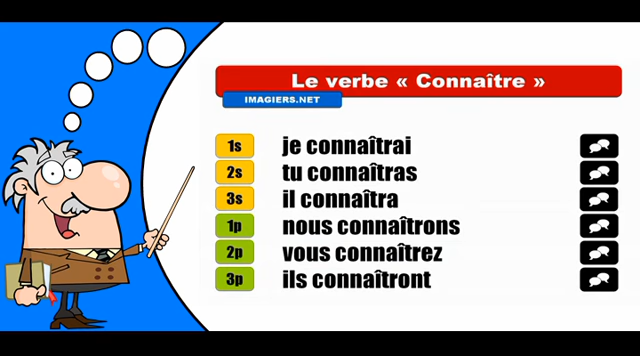 Le verbe « Connaître »
IMAGIERS.NET
1s je connaîtrai
2s tu connaîtras
3s il connaîtra
1p nous connaîtrons
2p vous connaîtrez
3p ils connaîtront